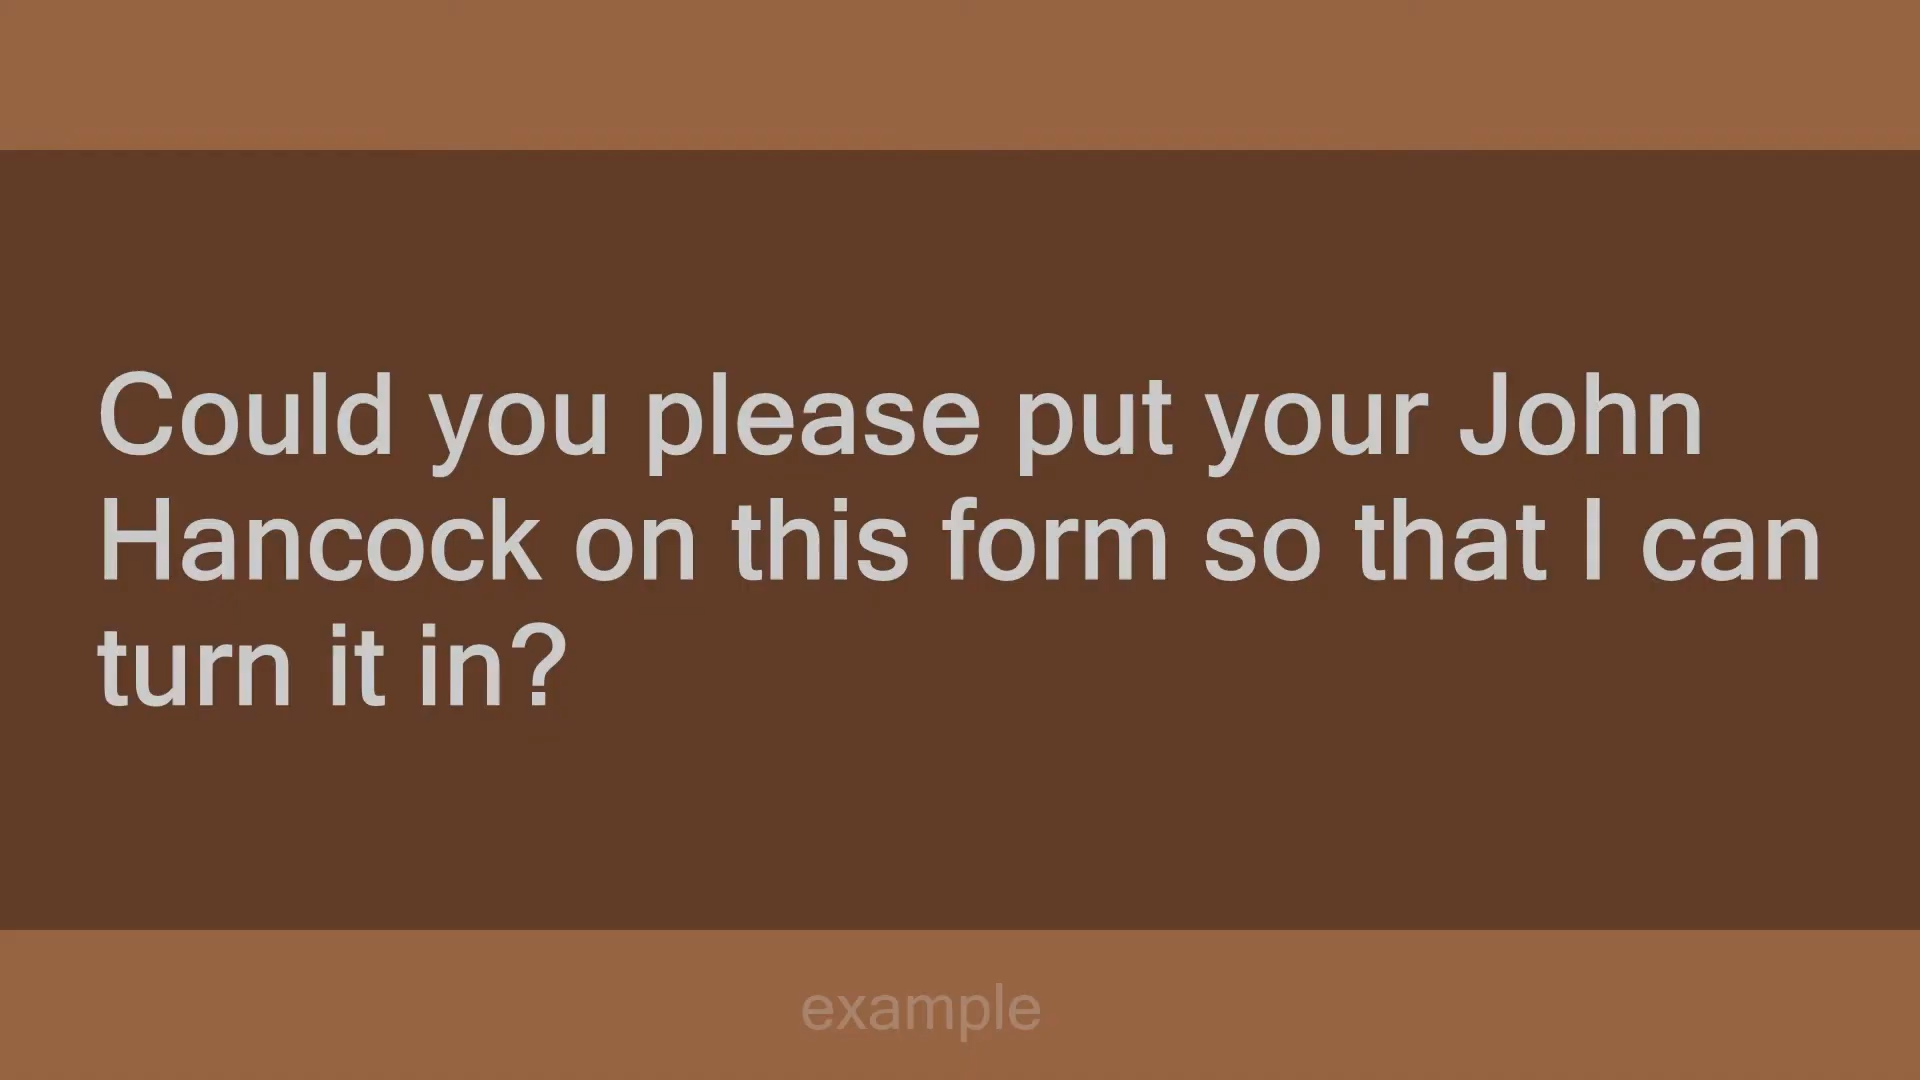 Could you please put your John
Hancock on this form so that I can
turn it in?
example